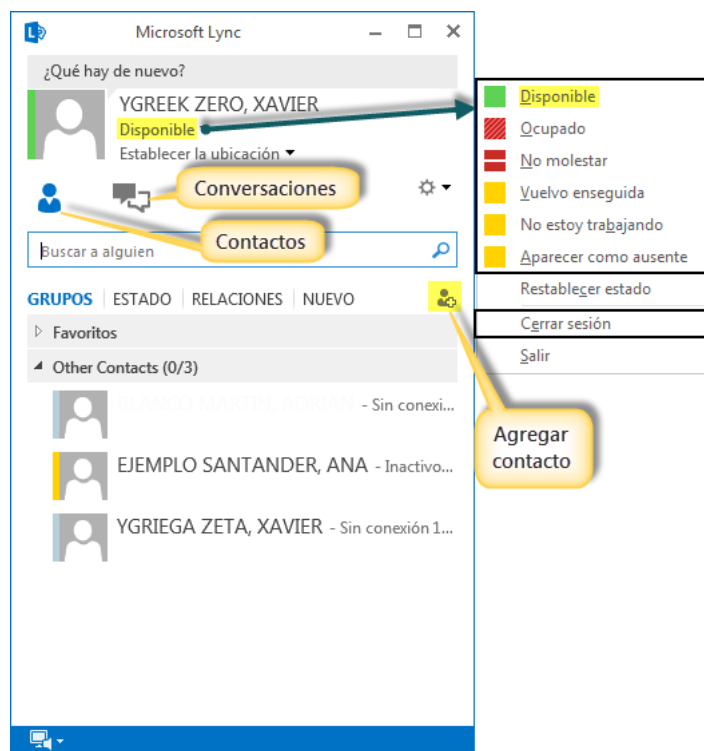 Microsoft Lync
¿Qué hay de nuevo?
YGREEK ZERO, XAVIER
Disponible
Establecer la ubicación
Conversaciones
Contactos
Buscar a alguien
GRUPOS ESTADO RELACIONES NUEVO
Favoritos
Other Contacts (0/3)
BLANCO MARTIN, ADRIAN - Sin conexi...
EJEMPLO SANTANDER, ANA - Inactivo...
YGRIEGA ZETA, XAVIER - Sin conexión 1...
Disponible
Ocupado
No molestar
Vuelvo enseguida
No estoy trabajando
Aparecer como ausente
Restablecer estado
Cerrar sesión
Salir
Agregar
contacto